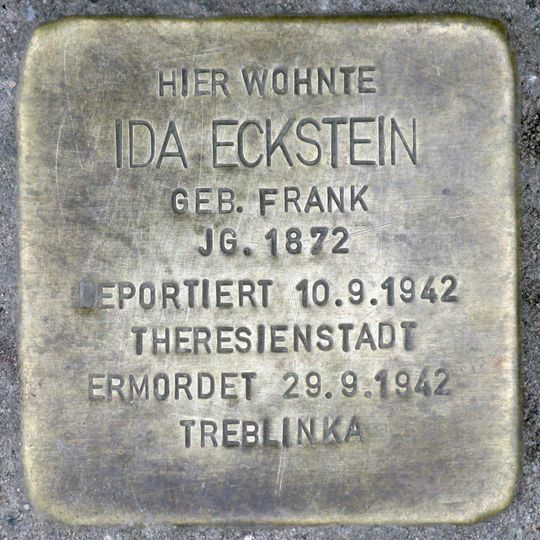 HIER WOHNTE
IDA ECKSTEIN
GEB. FRANK
JG. 1872
DEPORTIERT 10.9.1942
THERESIENSTADT
ERMORDET 29.9.1942
TREBLINKA